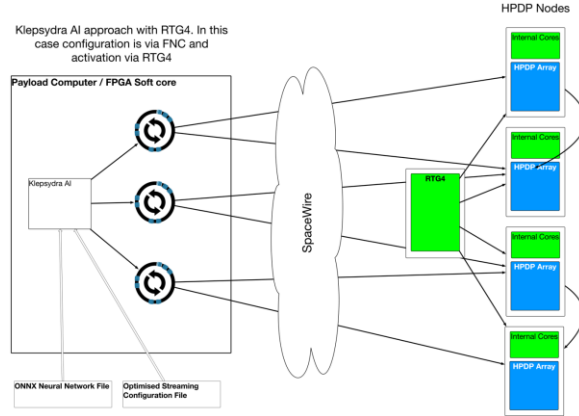 HPDP Nodes
Klepsydra AI approach with RTG4. In this
case configuration is via FNC and
activation via RTG4
Payload Computer / FPGA Soft core
Klepsydra AI
ONNX Neural Network File
Optimised Streaming
Configuration File
SpaceWire
RTG4
Internal Cores
HPDP Array
Internal Cores
HPDP Array
Internal Cores
HPDP Array
Internal Cores
HPDP Array